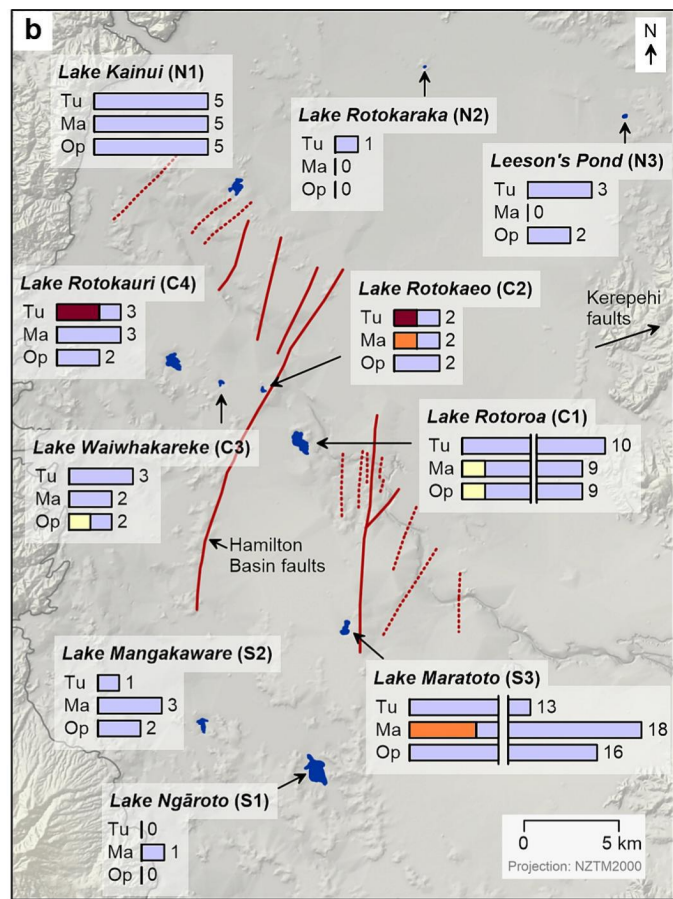 b
N
Lake Kainui (N1)
Tu 5
Ma 5
Op 5
Lake Rotokaraka (N2)
Tu 1
Ma 0
Op 0
Leeson's Pond (N3)
Tu 3
Ma 0
Op 2
Kerepehi
faults
Lake Rotokauri (C4)
Tu 3
Ma 3
Op 2
Lake Rotokaeo (C2)
Tu 2
Ma 2
Op 2
Lake Rotoroa (C1)
Tu 10
Ma 9
Op 9
Lake Waiwhakareke (C3)
Tu 3
Ma 2
Op 2
Hamilton
Basin faults
Lake Mangakaware (S2)
Tu 1
Ma 3
Op 2
Lake Maratoto (S3)
Tu 13
Ma 18
Op 16
Lake Ngāroto (S1)
Tu 0
Ma 1
Op 0
0 5 km
Projection: NZTM2000